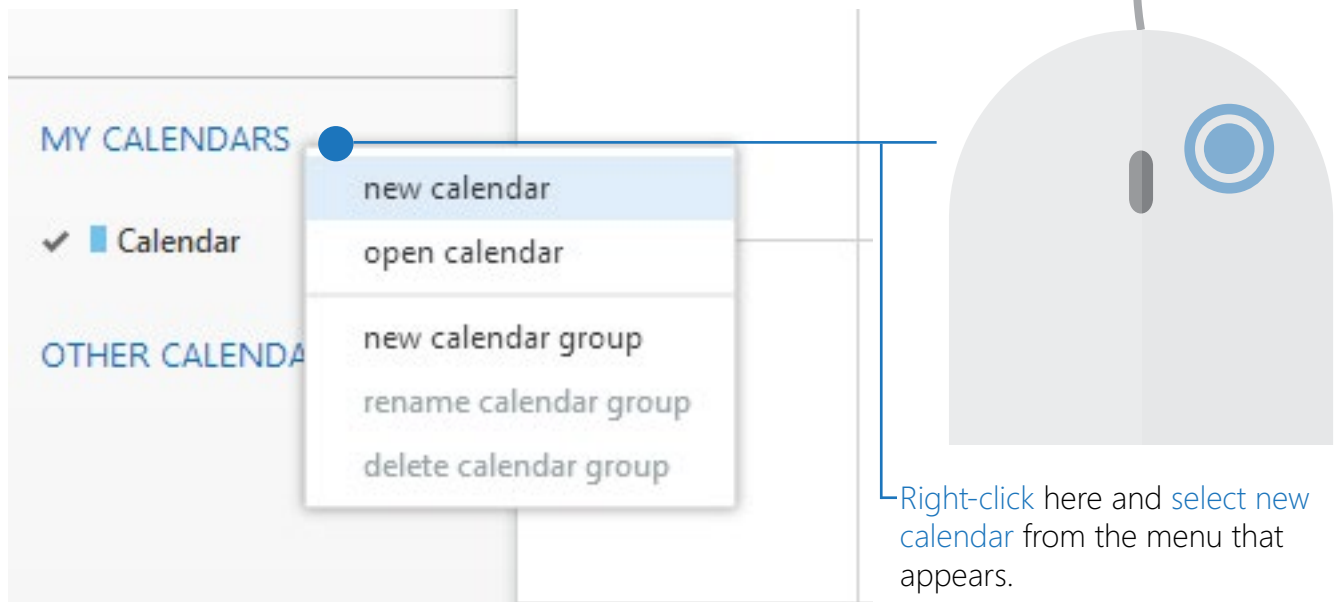 MY CALENDARS
new calendar
Calendar
open calendar
new calendar group
OTHER CALENDA
rename calendar group
delete calendar group
Right-click here and select new
calendar from the menu that
appears.